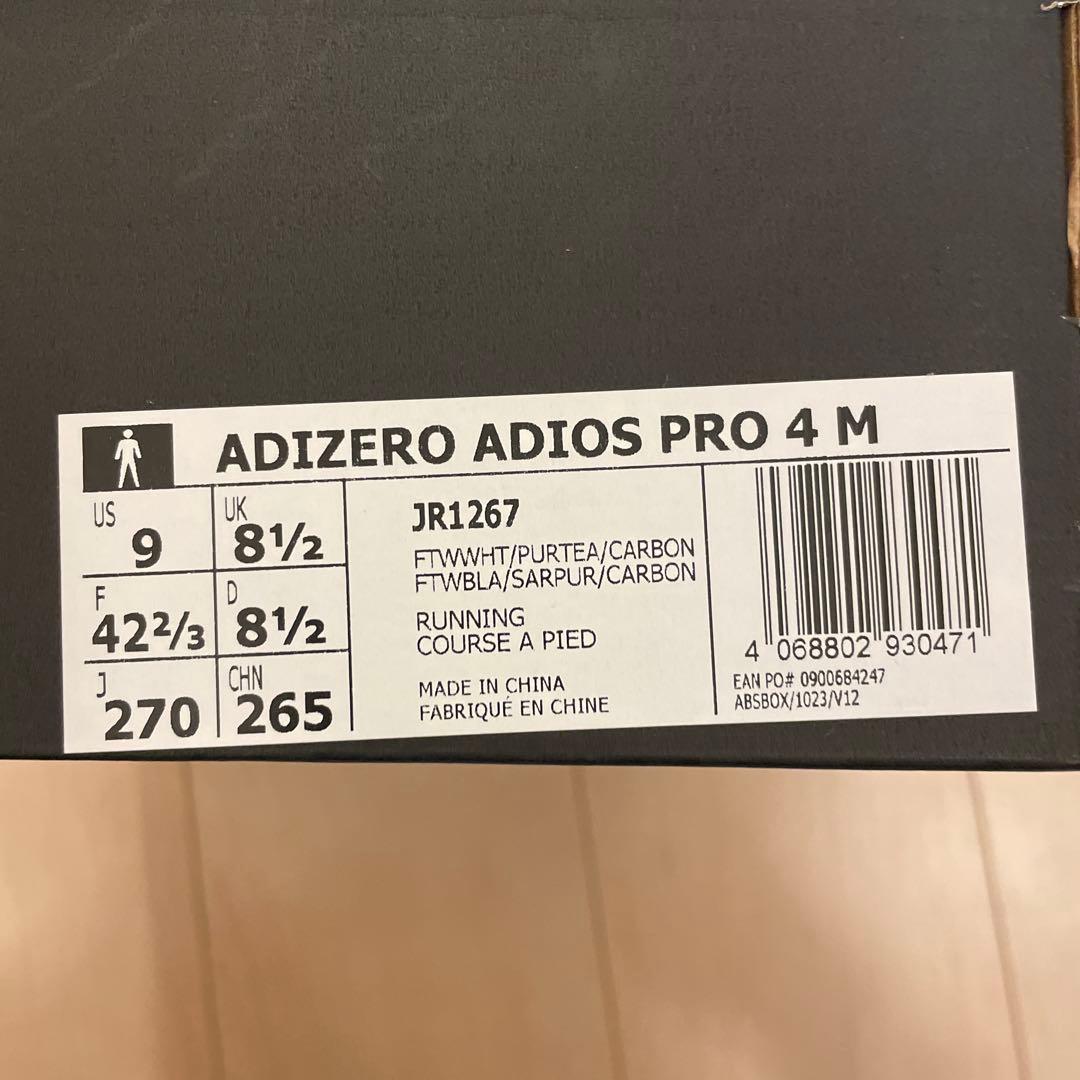 ADIZERO ADIOS PRO 4 M
US 9
UK 8½
F 42⅔
D 8½
J 270
CHN 265
JR1267
FTWWHT/PURTEA/CARBON
FTWBLA/SARPUR/CARBON
RUNNING
COURSE A PIED
MADE IN CHINA
FABRIQUÉ EN CHINE
4 068802 930471
EAN PO# 0900684247
ABSBOX/1023/V12